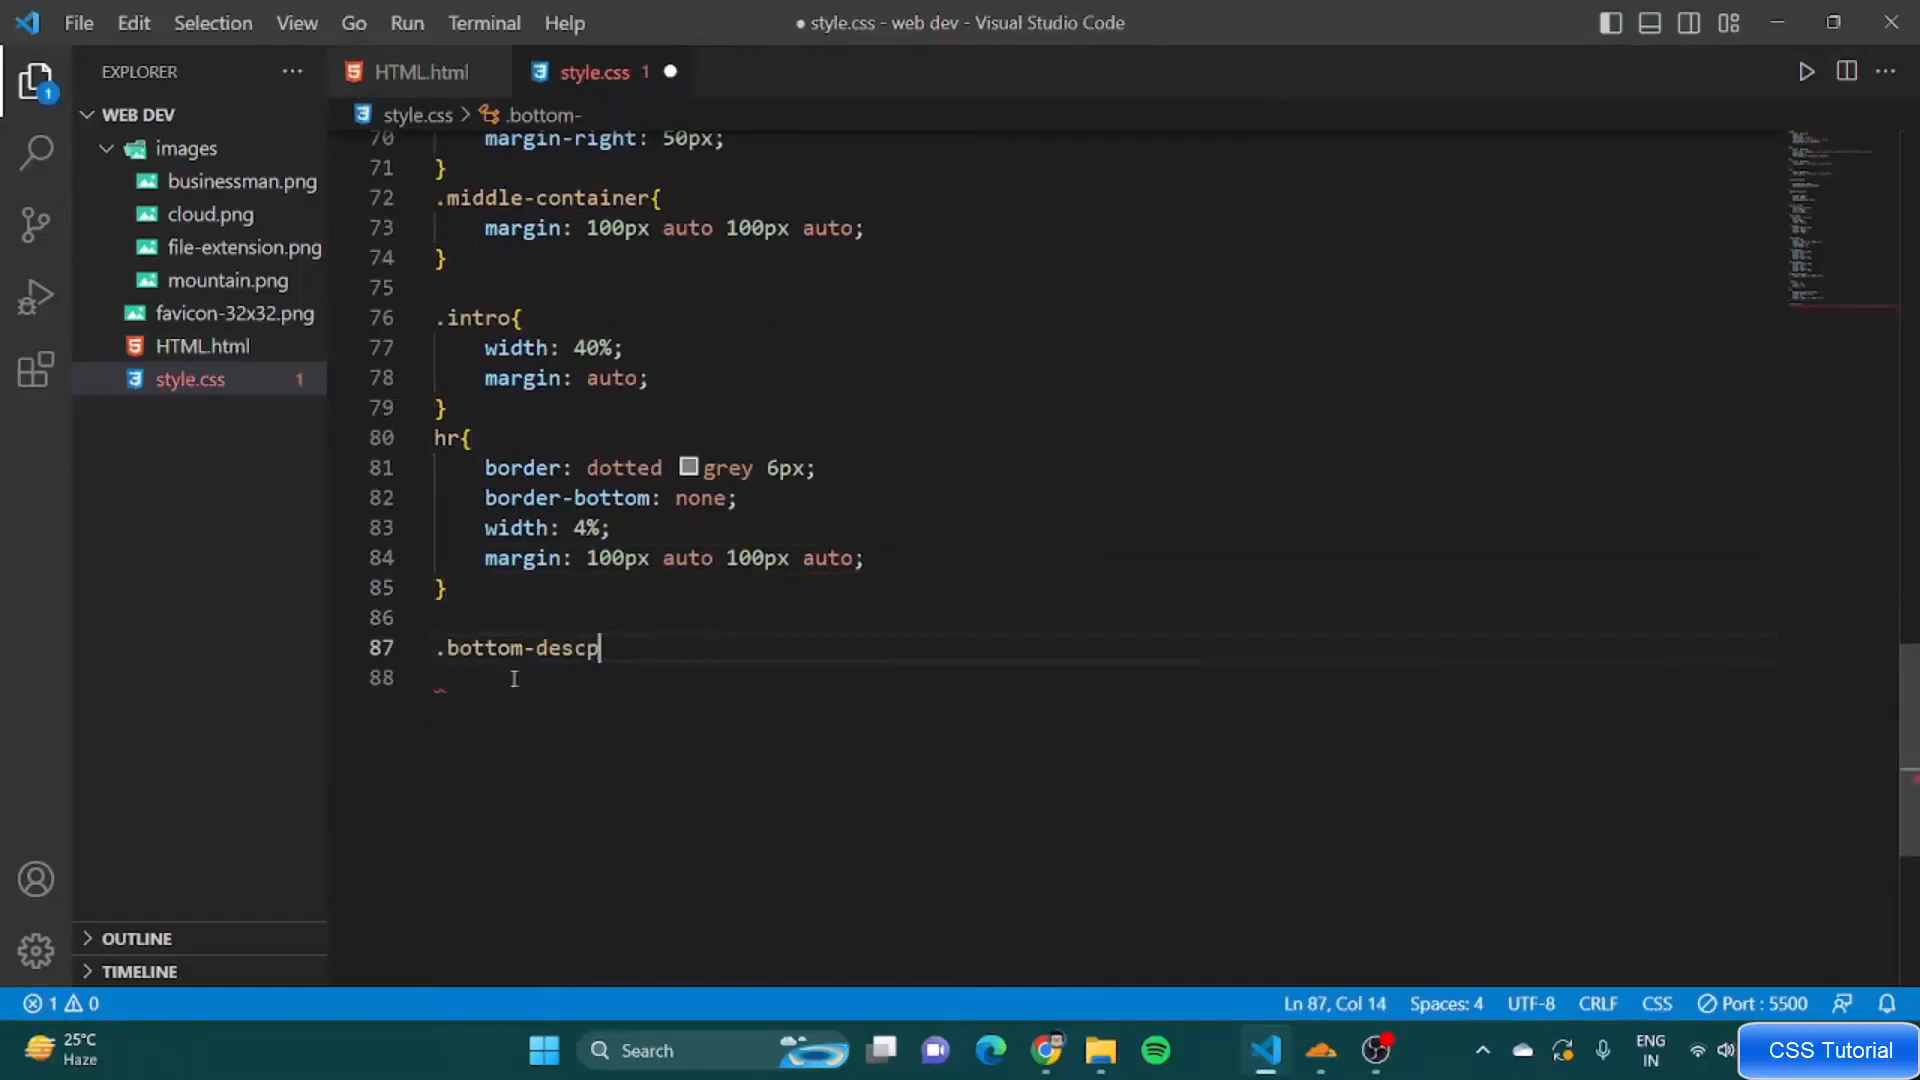 File Edit Selection View Go Run Terminal Help
● style.css - web dev - Visual Studio Code
EXPLORER
HTML.html
style.css 1
WEB DEV
style.css > .bottom-
images
businessman.png
cloud.png
file-extension.png
mountain.png
favicon-32x32.png
HTML.html
style.css 1
70 margin-right: 50px;
71 }
72 .middle-container{
73 margin: 100px auto 100px auto;
74 }
75
76 .intro{
77 width: 40%;
78 margin: auto;
79 }
80 hr{
81 border: dotted grey 6px;
82 border-bottom: none;
83 width: 4%;
84 margin: 100px auto 100px auto;
85 }
86
87 .bottom-descp
88
1
OUTLINE
TIMELINE
1 0
Ln 87, Col 14 Spaces: 4 UTF-8 CRLF CSS Port : 5500
25°C
Haze
Search
ENG
IN
CSS Tutorial